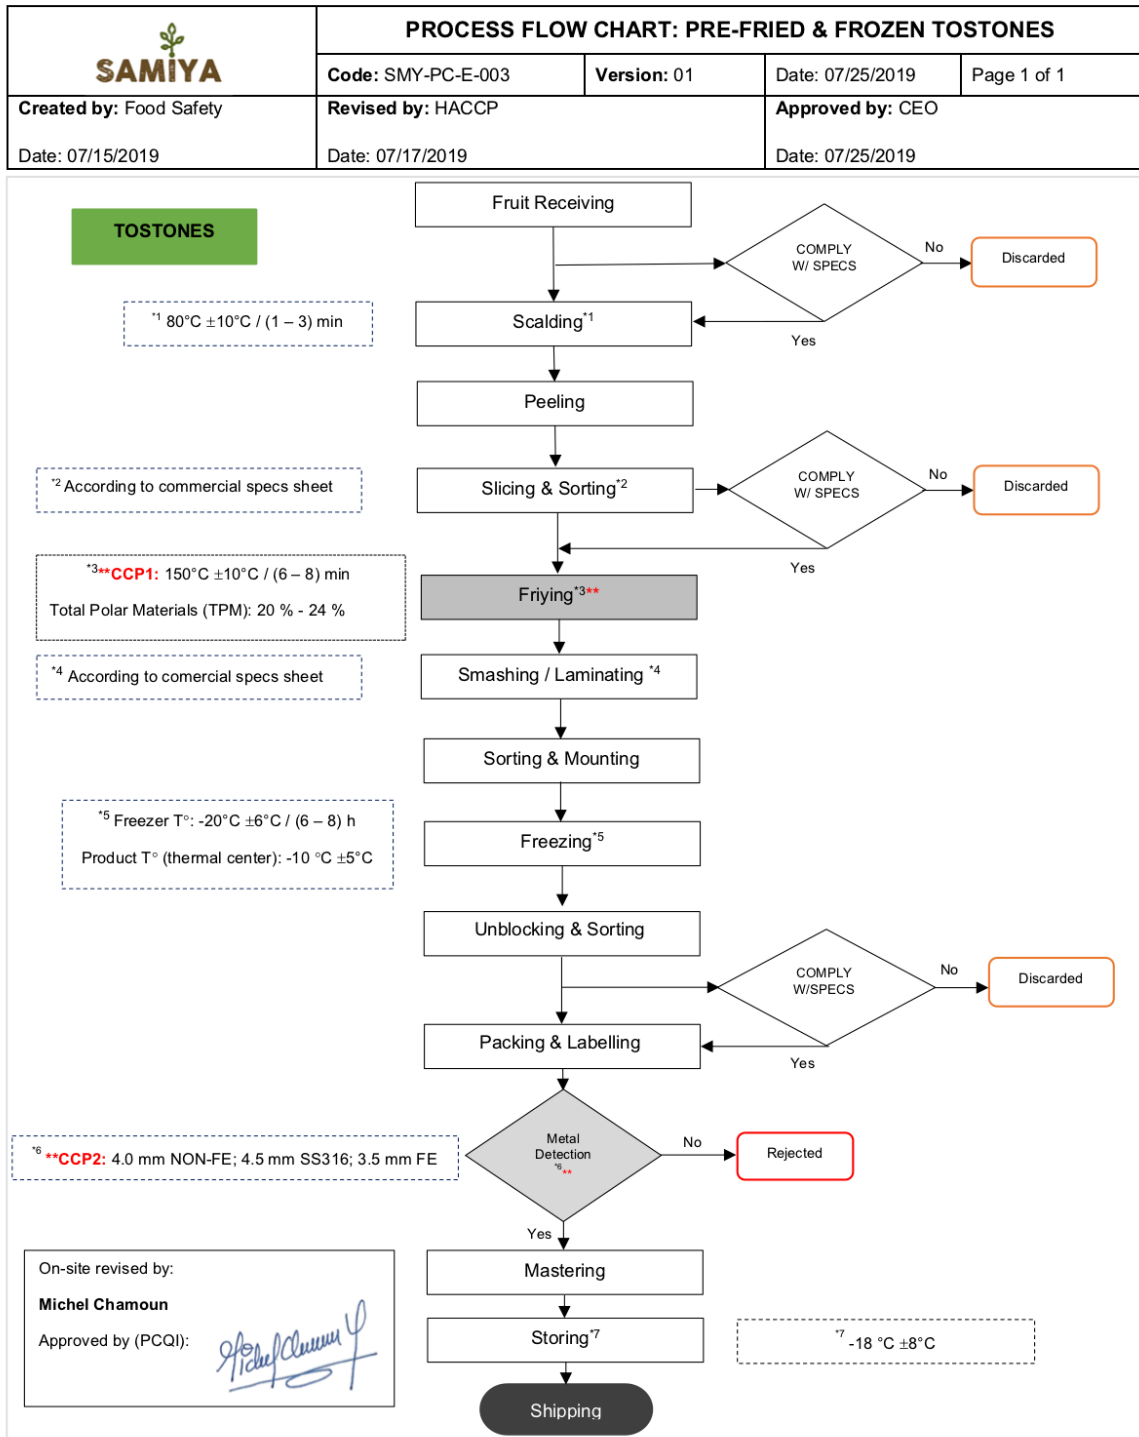 SAMIYA
PROCESS FLOW CHART: PRE-FRIED & FROZEN TOSTONES
Code: SMY-PC-E-003
Version: 01
Date: 07/25/2019
Page 1 of 1
Created by: Food Safety
Date: 07/15/2019
Revised by: HACCP
Date: 07/17/2019
Approved by: CEO
Date: 07/25/2019
TOSTONES
Fruit Receiving
COMPLY
W/ SPECS
No
Discarded
Yes
*1 80°C ±10°C / (1 – 3) min
Scalding*1
Peeling
*2 According to commercial specs sheet
Slicing & Sorting*2
COMPLY
W/ SPECS
No
Discarded
Yes
*3**CCP1: 150°C ±10°C / (6 – 8) min
Total Polar Materials (TPM): 20 % - 24 %
Friying*3**
*4 According to comercial specs sheet
Smashing / Laminating *4
Sorting & Mounting
*5 Freezer T°: -20°C ±6°C / (6 – 8) h
Product T° (thermal center): -10 °C ±5°C
Freezing*5
Unblocking & Sorting
COMPLY
W/SPECS
No
Discarded
Yes
Packing & Labelling
*6 **CCP2: 4.0 mm NON-FE; 4.5 mm SS316; 3.5 mm FE
Metal
Detection
*6**
No
Rejected
Yes
Mastering
On-site revised by:
Michel Chamoun
Approved by (PCQI):
Storing*7
*7 -18 °C ±8°C
Shipping